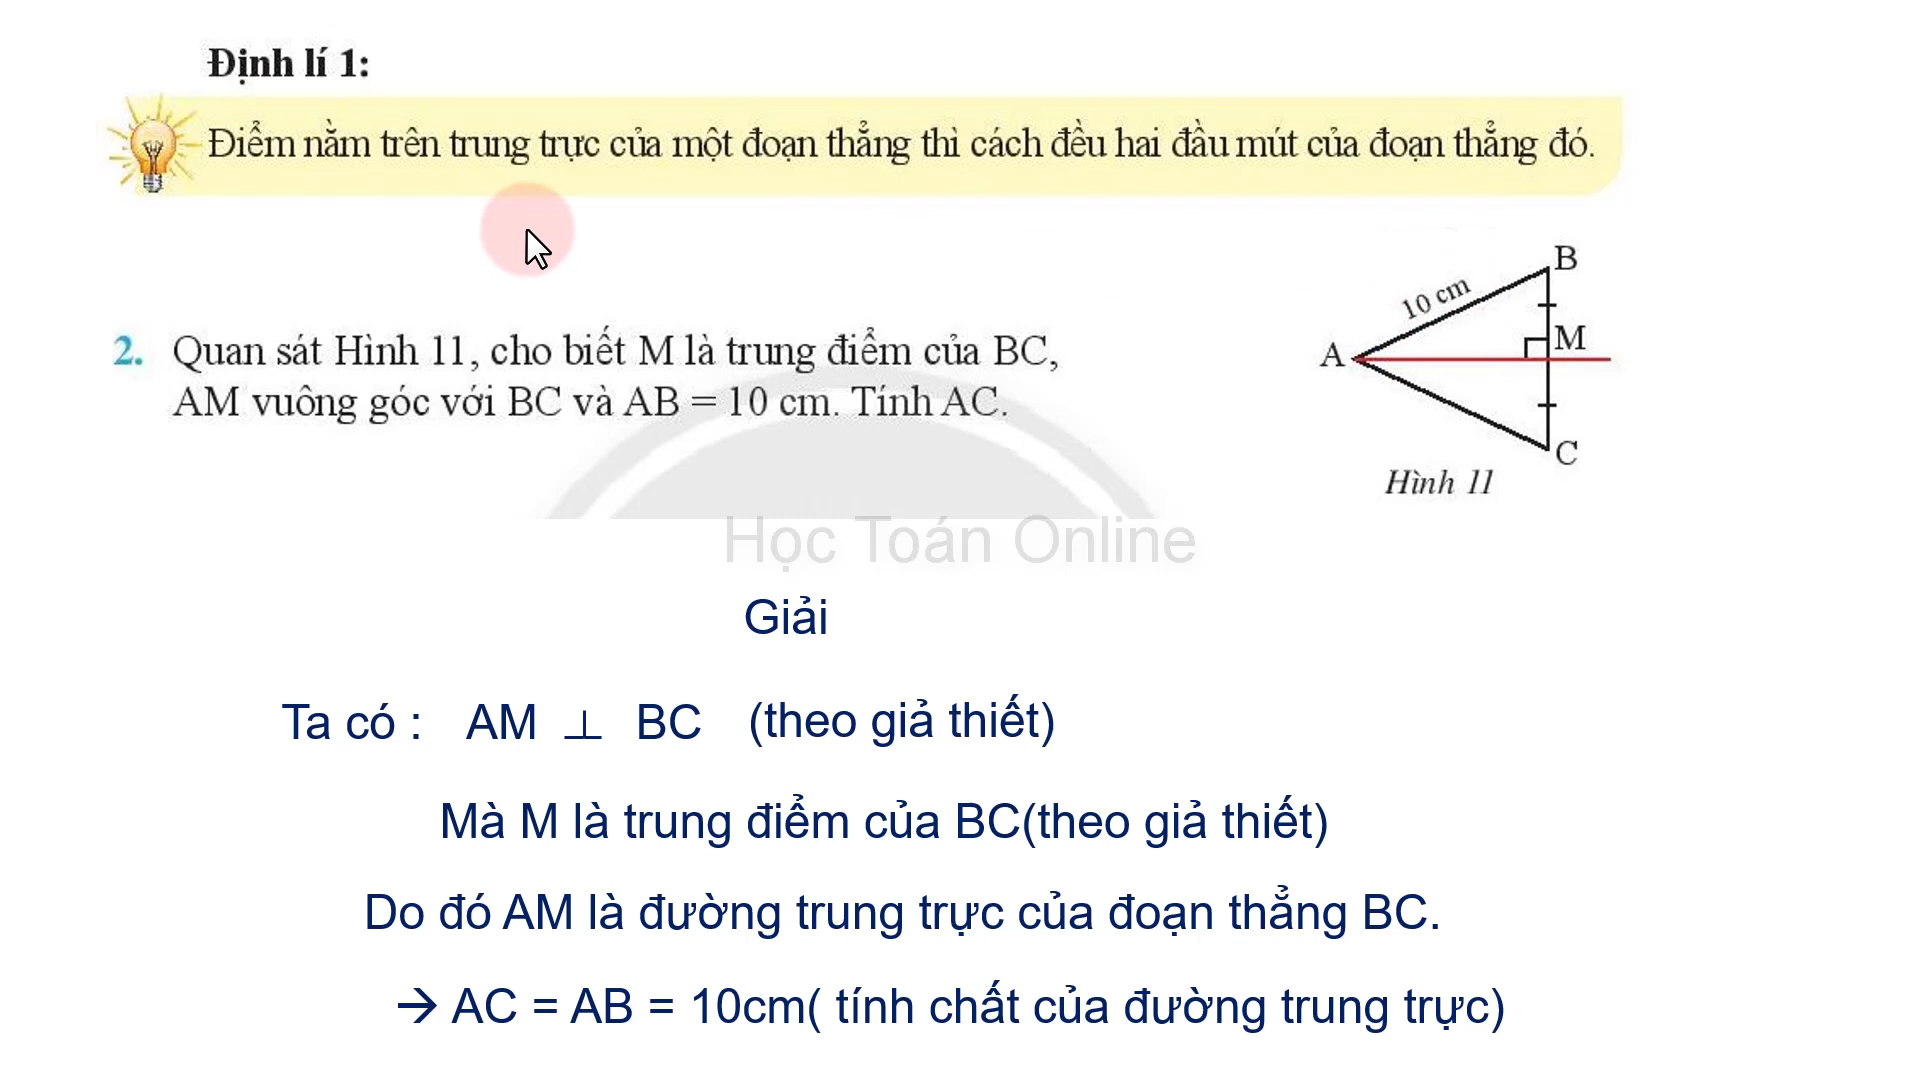 Định lí 1:
Điểm nằm trên trung trực của một đoạn thẳng thì cách đều hai đầu mút của đoạn thẳng đó.
2. Quan sát Hình 11, cho biết M là trung điểm của BC,
AM vuông góc với BC và AB = 10 cm. Tính AC.
B
10 cm
M
A
C
Hình 11
Học Toán Online
Giải
Ta có : AM ⊥ BC (theo giả thiết)
Mà M là trung điểm của BC(theo giả thiết)
Do đó AM là đường trung trực của đoạn thẳng BC.
→ AC = AB = 10cm( tính chất của đường trung trực)